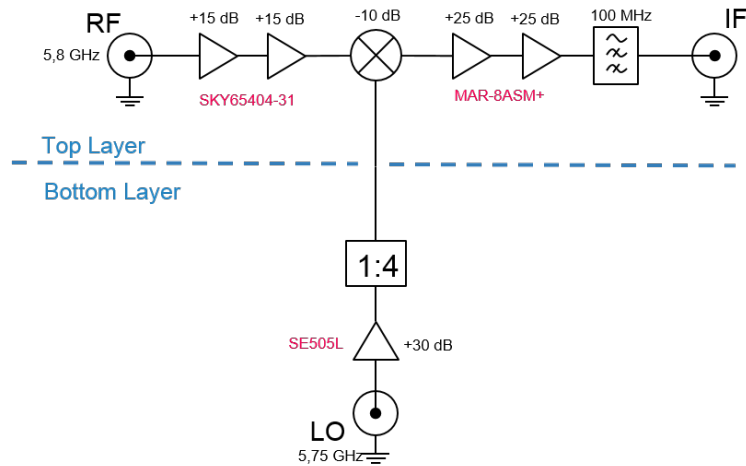 RF
+15 dB
+15 dB
-10 dB
+25 dB
+25 dB
100 MHz
IF
5,8 GHz
SKY65404-31
MAR-8ASM+
Top Layer
Bottom Layer
1:4
SE505L
+30 dB
LO
5,75 GHz